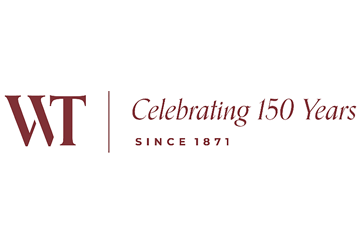 WT
Celebrating 150 Years
SINCE 1871